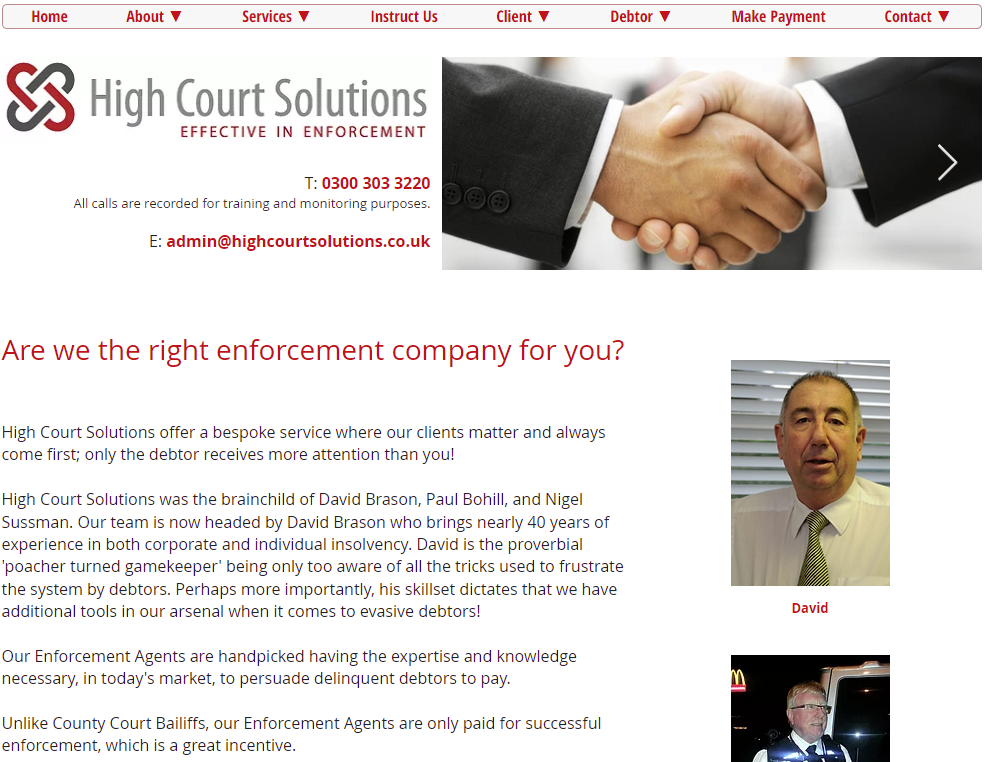 Home About ▼ Services ▼ Instruct Us Client ▼ Debtor ▼ Make Payment Contact ▼
High Court Solutions
EFFECTIVE IN ENFORCEMENT
T: 0300 303 3220
All calls are recorded for training and monitoring purposes.
E: admin@highcourtsolutions.co.uk
Are we the right enforcement company for you?
High Court Solutions offer a bespoke service where our clients matter and always
come first; only the debtor receives more attention than you!
High Court Solutions was the brainchild of David Brason, Paul Bohill, and Nigel
Sussman. Our team is now headed by David Brason who brings nearly 40 years of
experience in both corporate and individual insolvency. David is the proverbial
'poacher turned gamekeeper' being only too aware of all the tricks used to frustrate
the system by debtors. Perhaps more importantly, his skillset dictates that we have
additional tools in our arsenal when it comes to evasive debtors!
Our Enforcement Agents are handpicked having the expertise and knowledge
necessary, in today's market, to persuade delinquent debtors to pay.
Unlike County Court Bailiffs, our Enforcement Agents are only paid for successful
enforcement, which is a great incentive.
David